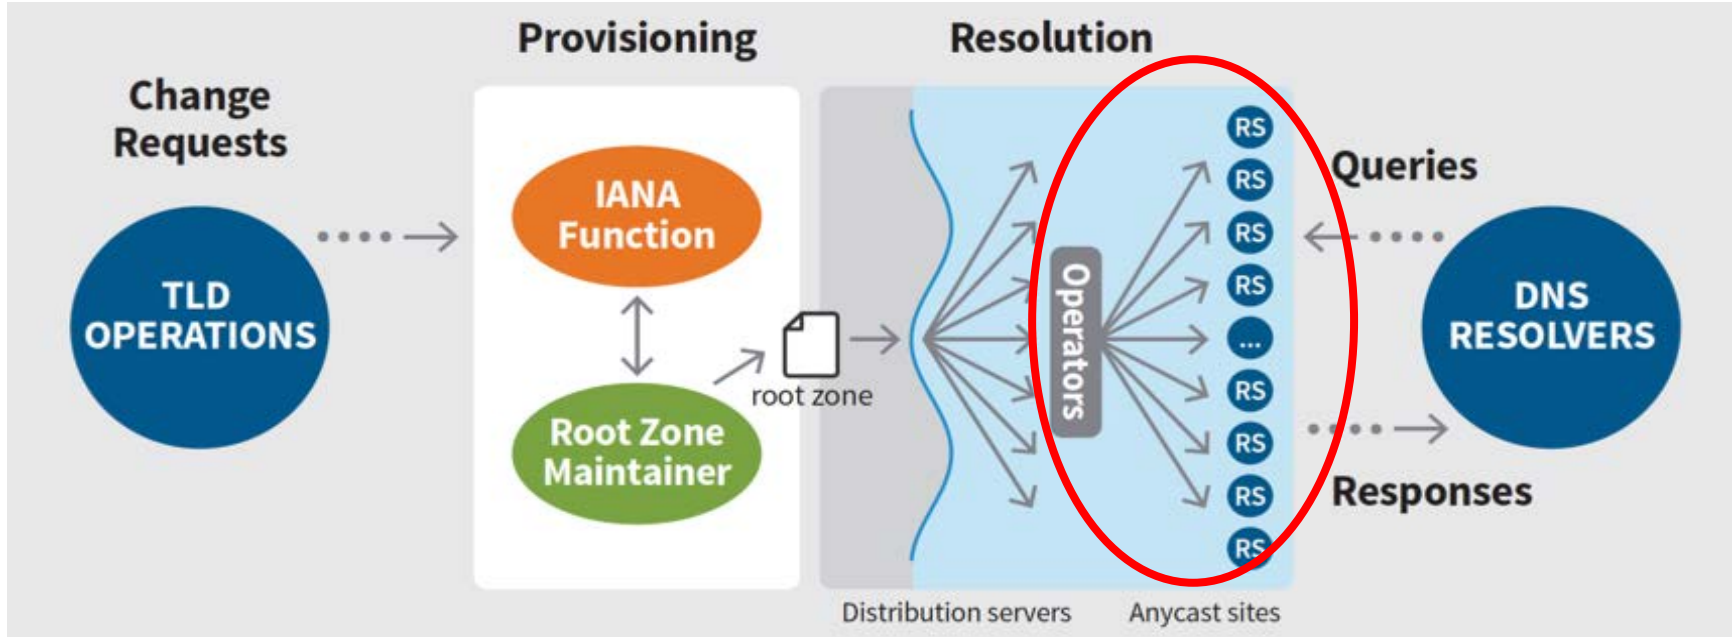 Provisioning
Resolution
Change
Requests
TLD
OPERATIONS
IANA
Function
Root Zone
Maintainer
root zone
Operators
RS
RS
RS
RS
...
RS
RS
RS
RS
Queries
DNS
RESOLVERS
Responses
Distribution servers
Anycast sites